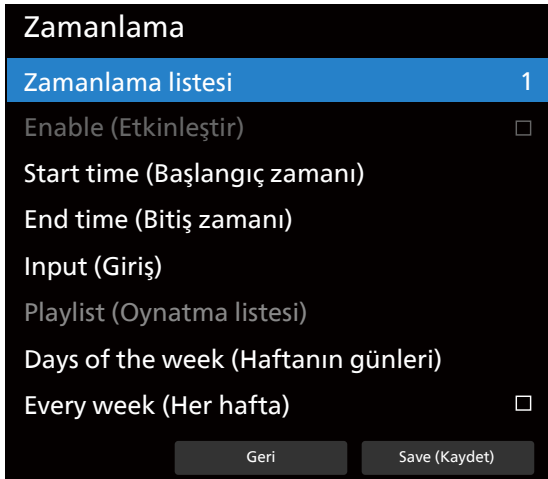 Zamanlama
Zamanlama listesi 1
Enable (Etkinleştir)
Start time (Başlangıç zamanı)
End time (Bitiş zamanı)
Input (Giriş)
Playlist (Oynatma listesi)
Days of the week (Haftanın günleri)
Every week (Her hafta)
Geri Save (Kaydet)